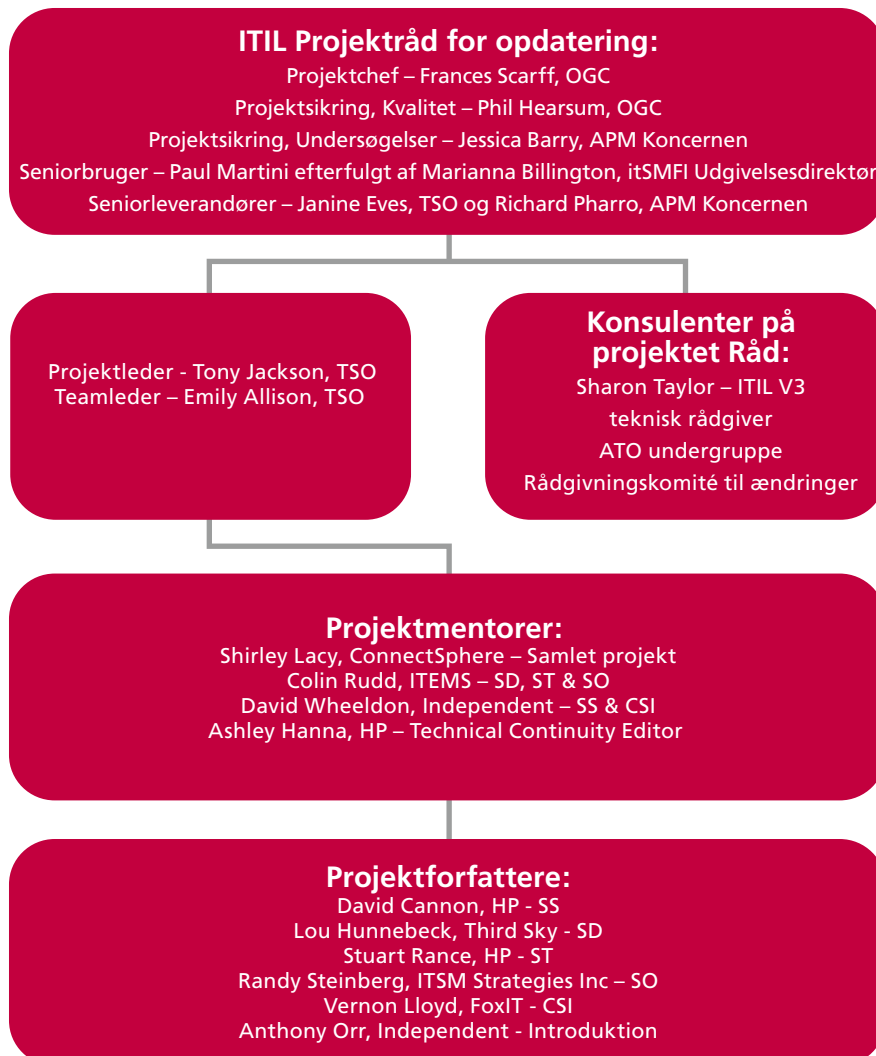 ITIL Projektråd for opdatering:
Projektchef – Frances Scarff, OGC
Projektsikring, Kvalitet – Phil Hearsum, OGC
Projektsikring, Undersøgelser – Jessica Barry, APM Koncernen
Seniorbruger – Paul Martini efterfulgt af Marianna Billington, itSMFI Udgivelsesdirektør
Seniorleverandører – Janine Eves, TSO og Richard Pharro, APM Koncernen
Projektleder - Tony Jackson, TSO
Teamleder – Emily Allison, TSO
Konsulenter på
projektet Råd:
Sharon Taylor – ITIL V3
teknisk rådgiver
ATO undergruppe
Rådgivningskomité til ændringer
Projektmentorer:
Shirley Lacy, ConnectSphere – Samlet projekt
Colin Rudd, ITEMS – SD, ST & SO
David Wheeldon, Independent – SS & CSI
Ashley Hanna, HP – Technical Continuity Editor
Projektforfattere:
David Cannon, HP - SS
Lou Hunnebeck, Third Sky - SD
Stuart Rance, HP - ST
Randy Steinberg, ITSM Strategies Inc – SO
Vernon Lloyd, FoxIT - CSI
Anthony Orr, Independent - Introduktion